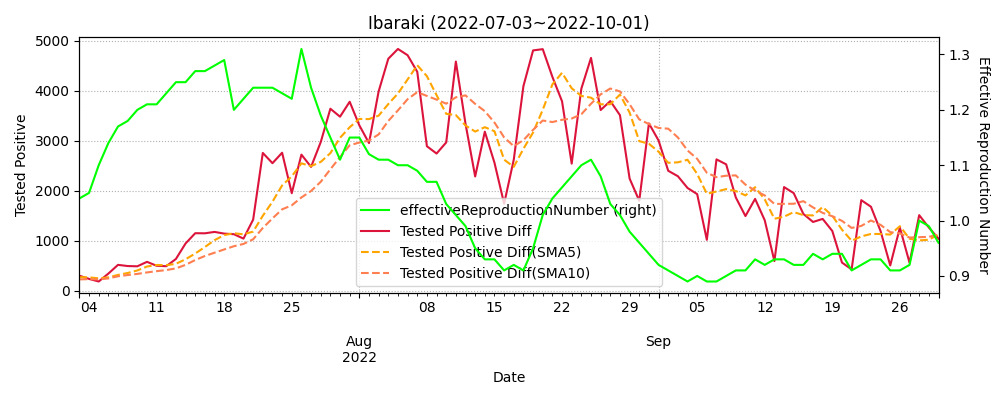 Ibaraki (2022-07-03~2022-10-01)
5000
4000
3000
2000
1000
0
Tested Positive
1.3
1.2
1.1
1.0
0.9
Effective Reproduction Number
effectiveReproductionNumber (right)
Tested Positive Diff
Tested Positive Diff(SMA5)
Tested Positive Diff(SMA10)
04 11 18 25 08 15 22 29 05 12 19 26
Aug Sep
2022
Date